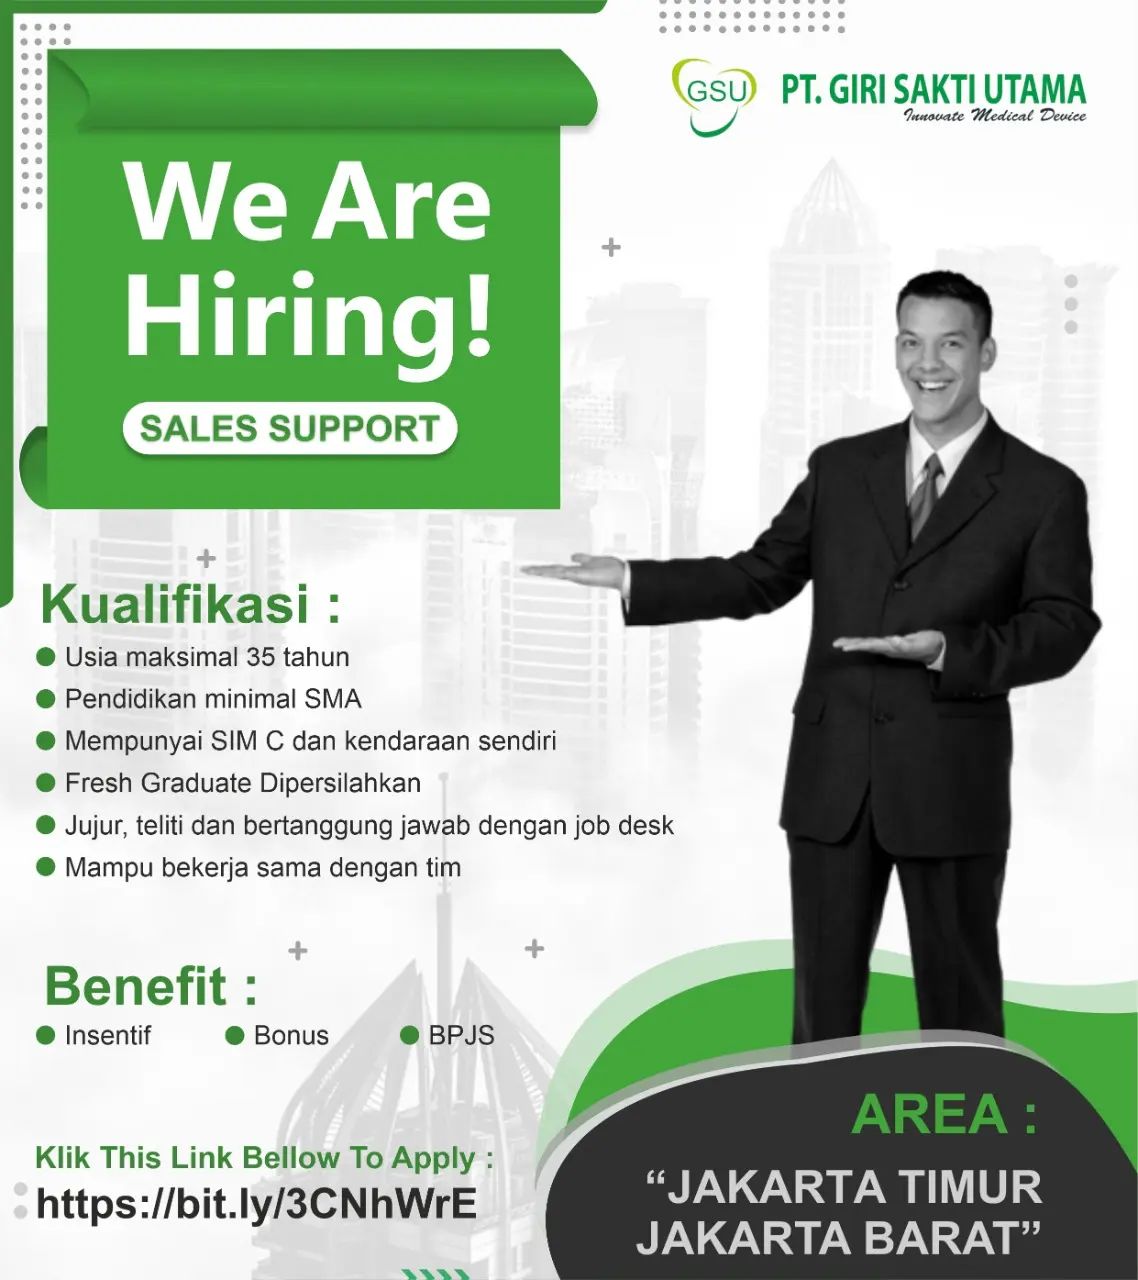 GSU
PT. GIRI SAKTI UTAMA
Innovate Medical Device
We Are
Hiring!
SALES SUPPORT
Kualifikasi :
Usia maksimal 35 tahun
Pendidikan minimal SMA
Mempunyai SIM C dan kendaraan sendiri
Fresh Graduate Dipersilahkan
Jujur, teliti dan bertanggung jawab dengan job desk
Mampu bekerja sama dengan tim
Benefit :
Insentif
Bonus
BPJS
Klik This Link Bellow To Apply :
https://bit.ly/3CNhWrE
AREA :
“JAKARTA TIMUR
JAKARTA BARAT”